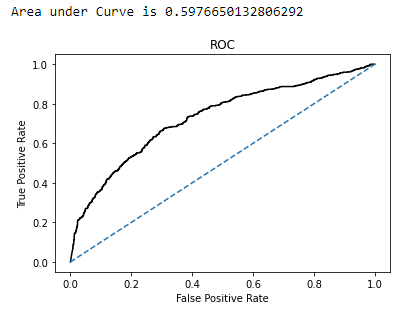 Area under Curve is 0.5976650132806292
ROC
1.0
0.8
0.6
0.4
0.2
0.0
True Positive Rate
0.0 0.2 0.4 0.6 0.8 1.0
False Positive Rate